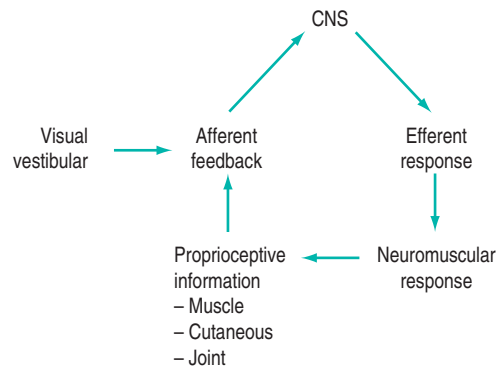 CNS
Visual
vestibular
Afferent
feedback
Efferent
response
Proprioceptive
information
– Muscle
– Cutaneous
– Joint
Neuromuscular
response